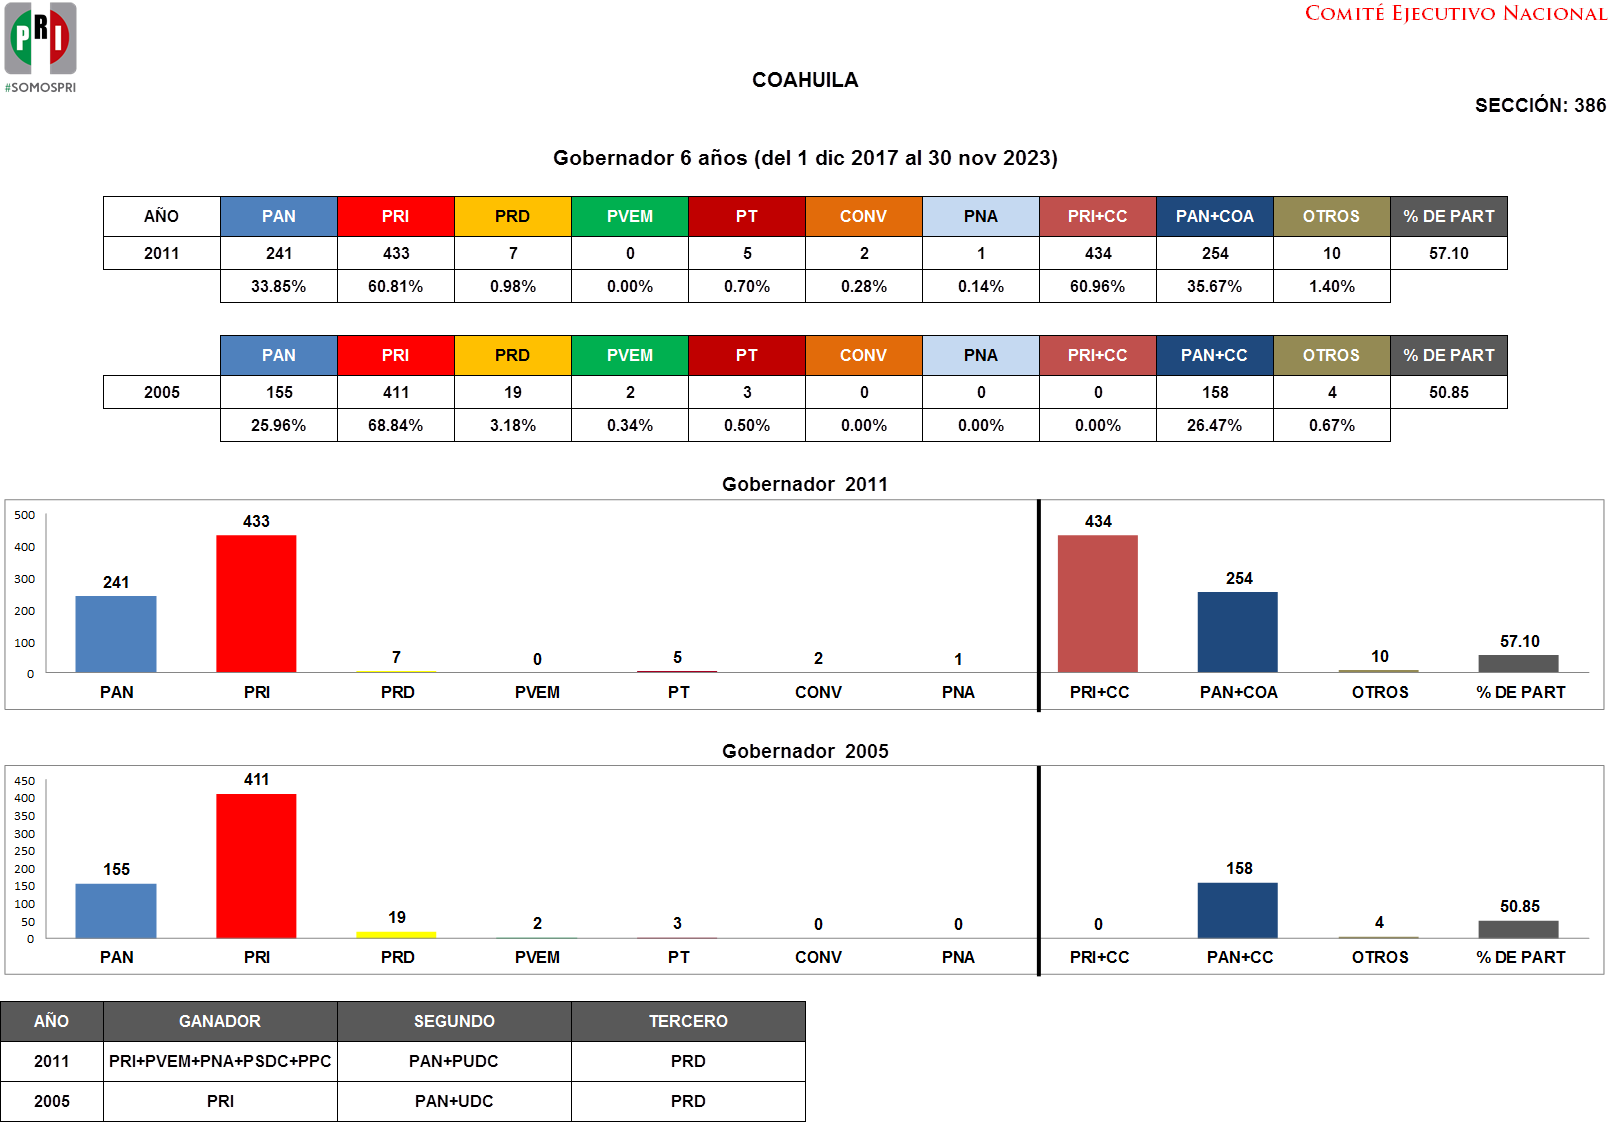 PRI
#SOMOSPRI
COMITÉ EJECUTIVO NACIONAL
COAHUILA
SECCIÓN: 386
Gobernador 6 años (del 1 dic 2017 al 30 nov 2023)
AÑO PAN PRI PRD PVEM PT CONV PNA PRI+CC PAN+COA OTROS % DE PART
2011 241 433 7 0 5 2 1 434 254 10 57.10
33.85% 60.81% 0.98% 0.00% 0.70% 0.28% 0.14% 60.96% 35.67% 1.40%
PAN PRI PRD PVEM PT CONV PNA PRI+CC PAN+CC OTROS % DE PART
2005 155 411 19 2 3 0 0 0 158 4 50.85
25.96% 68.84% 3.18% 0.34% 0.50% 0.00% 0.00% 0.00% 26.47% 0.67%
Gobernador 2011
500
400
300
200
100
0
241 433 7 0 5 2 1 434 254 10 57.10
PAN PRI PRD PVEM PT CONV PNA PRI+CC PAN+COA OTROS % DE PART
Gobernador 2005
450
400
350
300
250
200
150
100
50
0
155 411 19 2 3 0 0 0 158 4 50.85
PAN PRI PRD PVEM PT CONV PNA PRI+CC PAN+CC OTROS % DE PART
AÑO GANADOR SEGUNDO TERCERO
2011 PRI+PVEM+PNA+PSDC+PPC PAN+PUDC PRD
2005 PRI PAN+UDC PRD